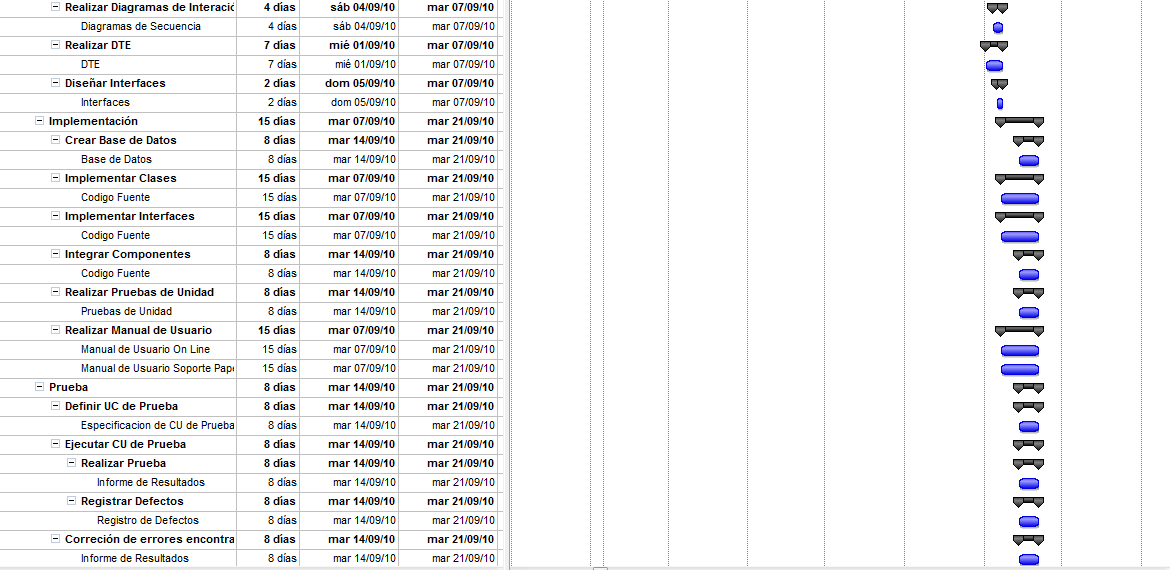 Realizar Diagramas de Interació 4 días sáb 04/09/10 mar 07/09/10
Diagramas de Secuencia 4 días sáb 04/09/10 mar 07/09/10
Realizar DTE 7 días mié 01/09/10 mar 07/09/10
DTE 7 días mié 01/09/10 mar 07/09/10
Diseñar Interfaces 2 días dom 05/09/10 mar 07/09/10
Interfaces 2 días dom 05/09/10 mar 07/09/10
Implementación 15 días mar 07/09/10 mar 21/09/10
Crear Base de Datos 8 días mar 14/09/10 mar 21/09/10
Base de Datos 8 días mar 14/09/10 mar 21/09/10
Implementar Clases 15 días mar 07/09/10 mar 21/09/10
Codigo Fuente 15 días mar 07/09/10 mar 21/09/10
Implementar Interfaces 15 días mar 07/09/10 mar 21/09/10
Codigo Fuente 15 días mar 07/09/10 mar 21/09/10
Integrar Componentes 8 días mar 14/09/10 mar 21/09/10
Codigo Fuente 8 días mar 14/09/10 mar 21/09/10
Realizar Pruebas de Unidad 8 días mar 14/09/10 mar 21/09/10
Pruebas de Unidad 8 días mar 14/09/10 mar 21/09/10
Realizar Manual de Usuario 15 días mar 07/09/10 mar 21/09/10
Manual de Usuario On Line 15 días mar 07/09/10 mar 21/09/10
Manual de Usuario Soporte Pape 15 días mar 07/09/10 mar 21/09/10
Prueba 8 días mar 14/09/10 mar 21/09/10
Definir UC de Prueba 8 días mar 14/09/10 mar 21/09/10
Especificacion de CU de Prueba 8 días mar 14/09/10 mar 21/09/10
Ejecutar CU de Prueba 8 días mar 14/09/10 mar 21/09/10
Realizar Prueba 8 días mar 14/09/10 mar 21/09/10
Informe de Resultados 8 días mar 14/09/10 mar 21/09/10
Registrar Defectos 8 días mar 14/09/10 mar 21/09/10
Registro de Defectos 8 días mar 14/09/10 mar 21/09/10
Correción de errores encontra 8 días mar 14/09/10 mar 21/09/10
Informe de Resultados 8 días mar 14/09/10 mar 21/09/10